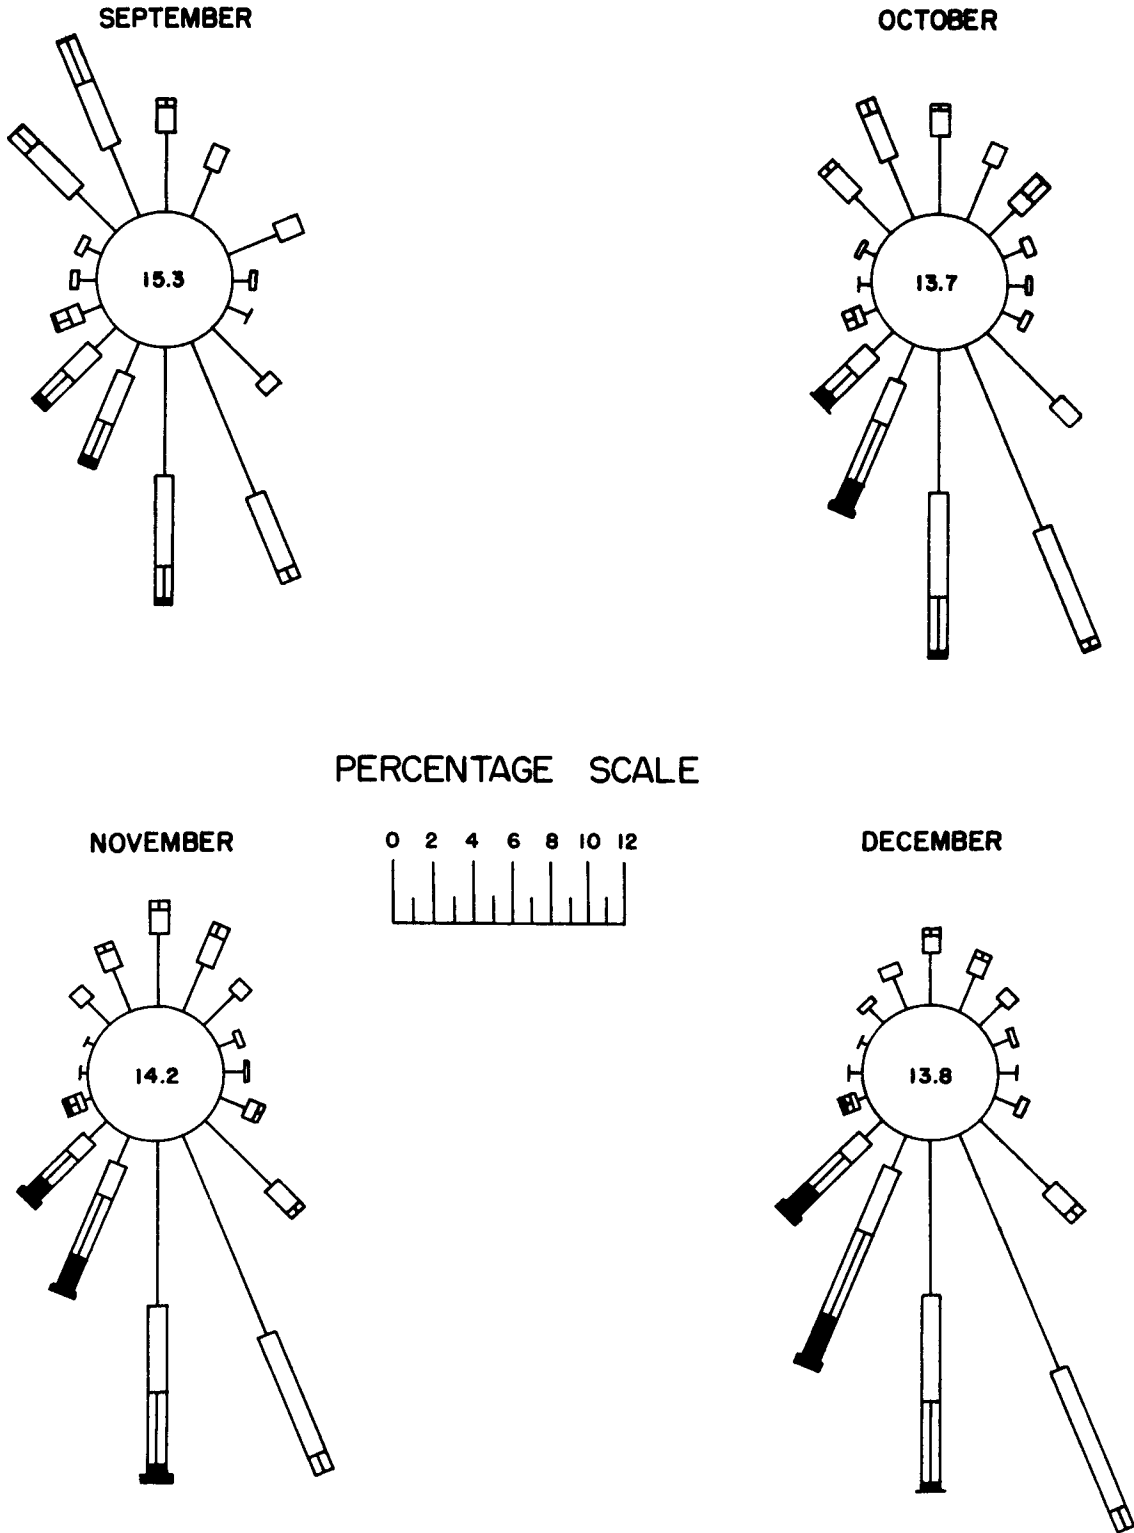 SEPTEMBER
OCTOBER
15.3
13.7
PERCENTAGE SCALE
NOVEMBER
0 2 4 6 8 10 12
DECEMBER
14.2
13.8